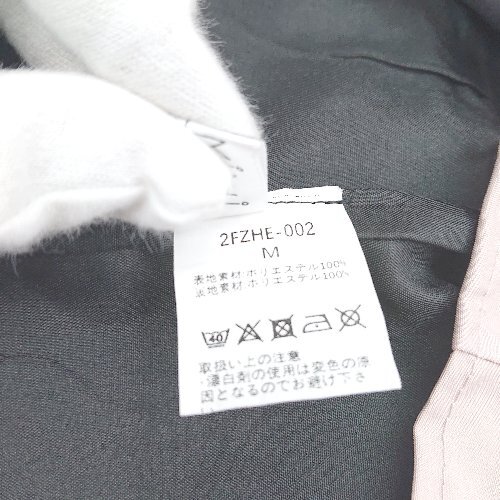 2FZHE-002
M
表地素材:ポリエステル100%
裏地素材:ポリエステル100%
40
取扱い上の注意
・漂白剤の使用は変色の原
因となるのでお避け下さ
い